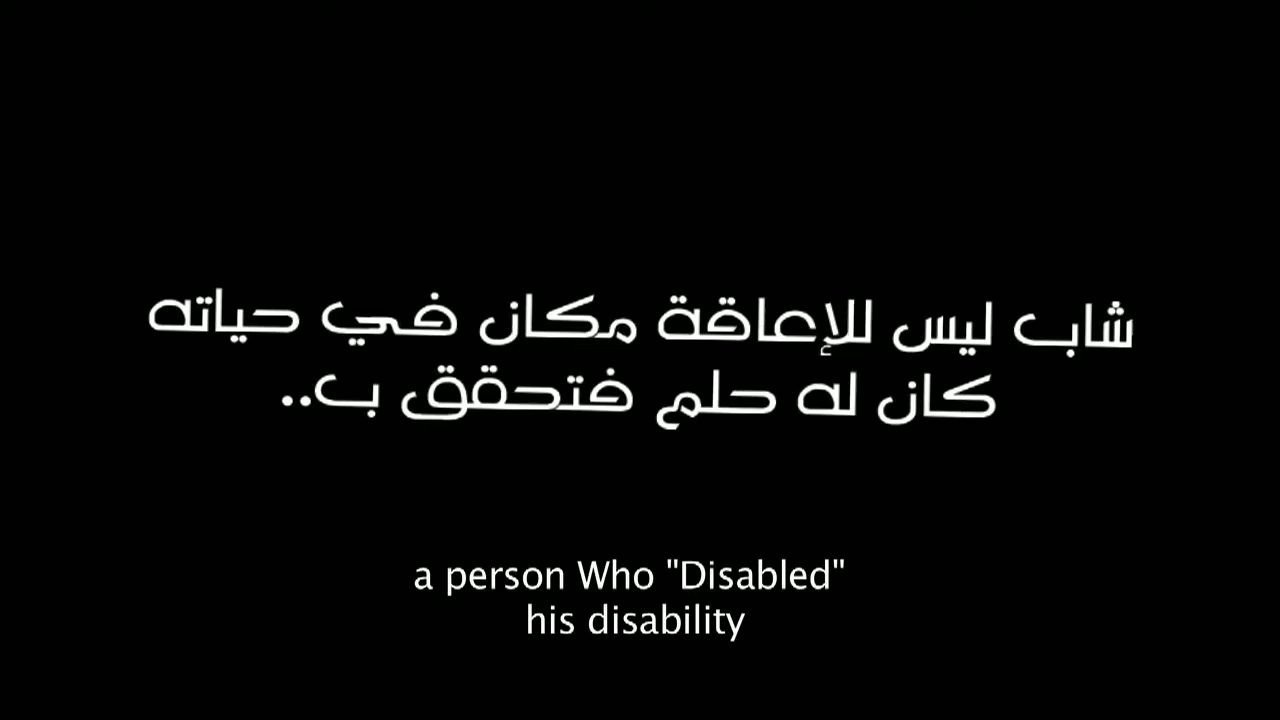 شاب ليس للإعاقة مكان في حياته
كان له حلم فتحقق ب..
a person Who "Disabled"
his disability